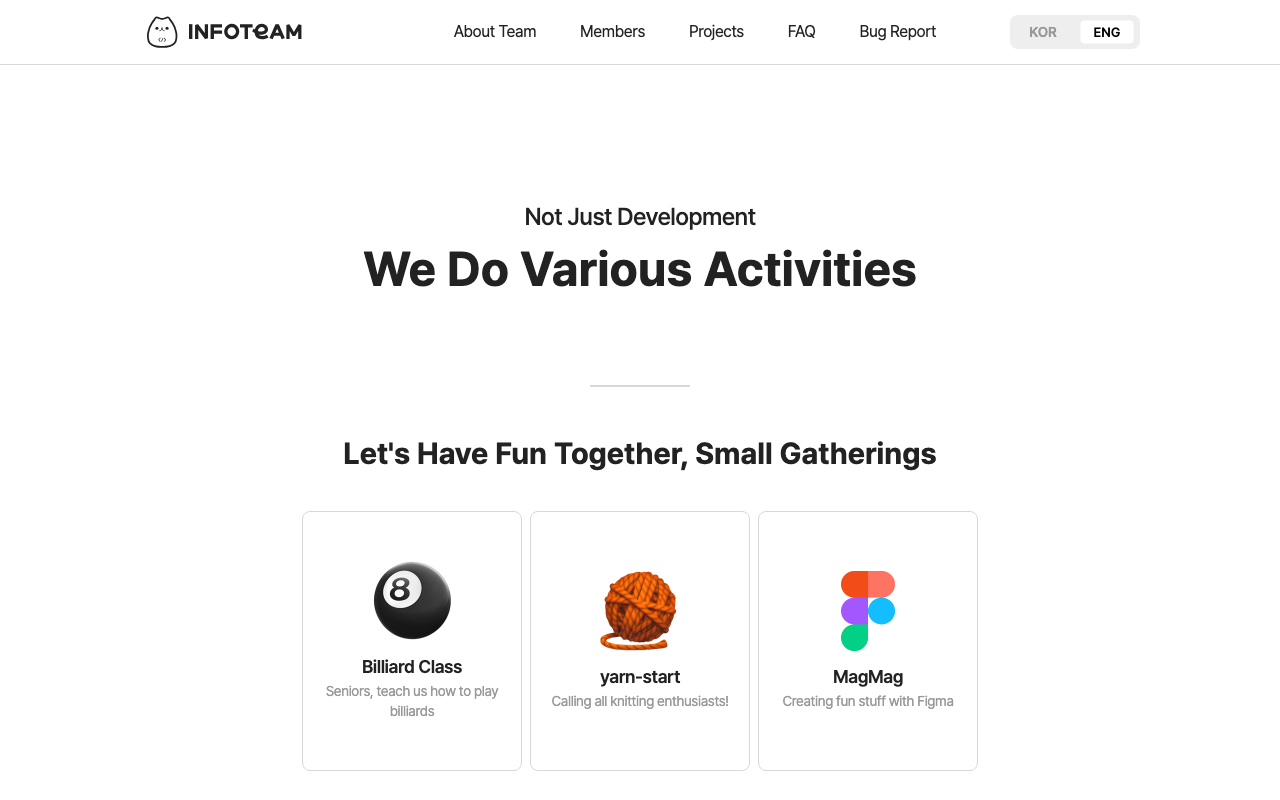 INFOTEAM
About Team
Members
Projects
FAQ
Bug Report
KOR
ENG
Not Just Development
We Do Various Activities
Let's Have Fun Together, Small Gatherings
8
Billiard Class
Seniors, teach us how to play
billiards
yarn-start
Calling all knitting enthusiasts!
MagMag
Creating fun stuff with Figma